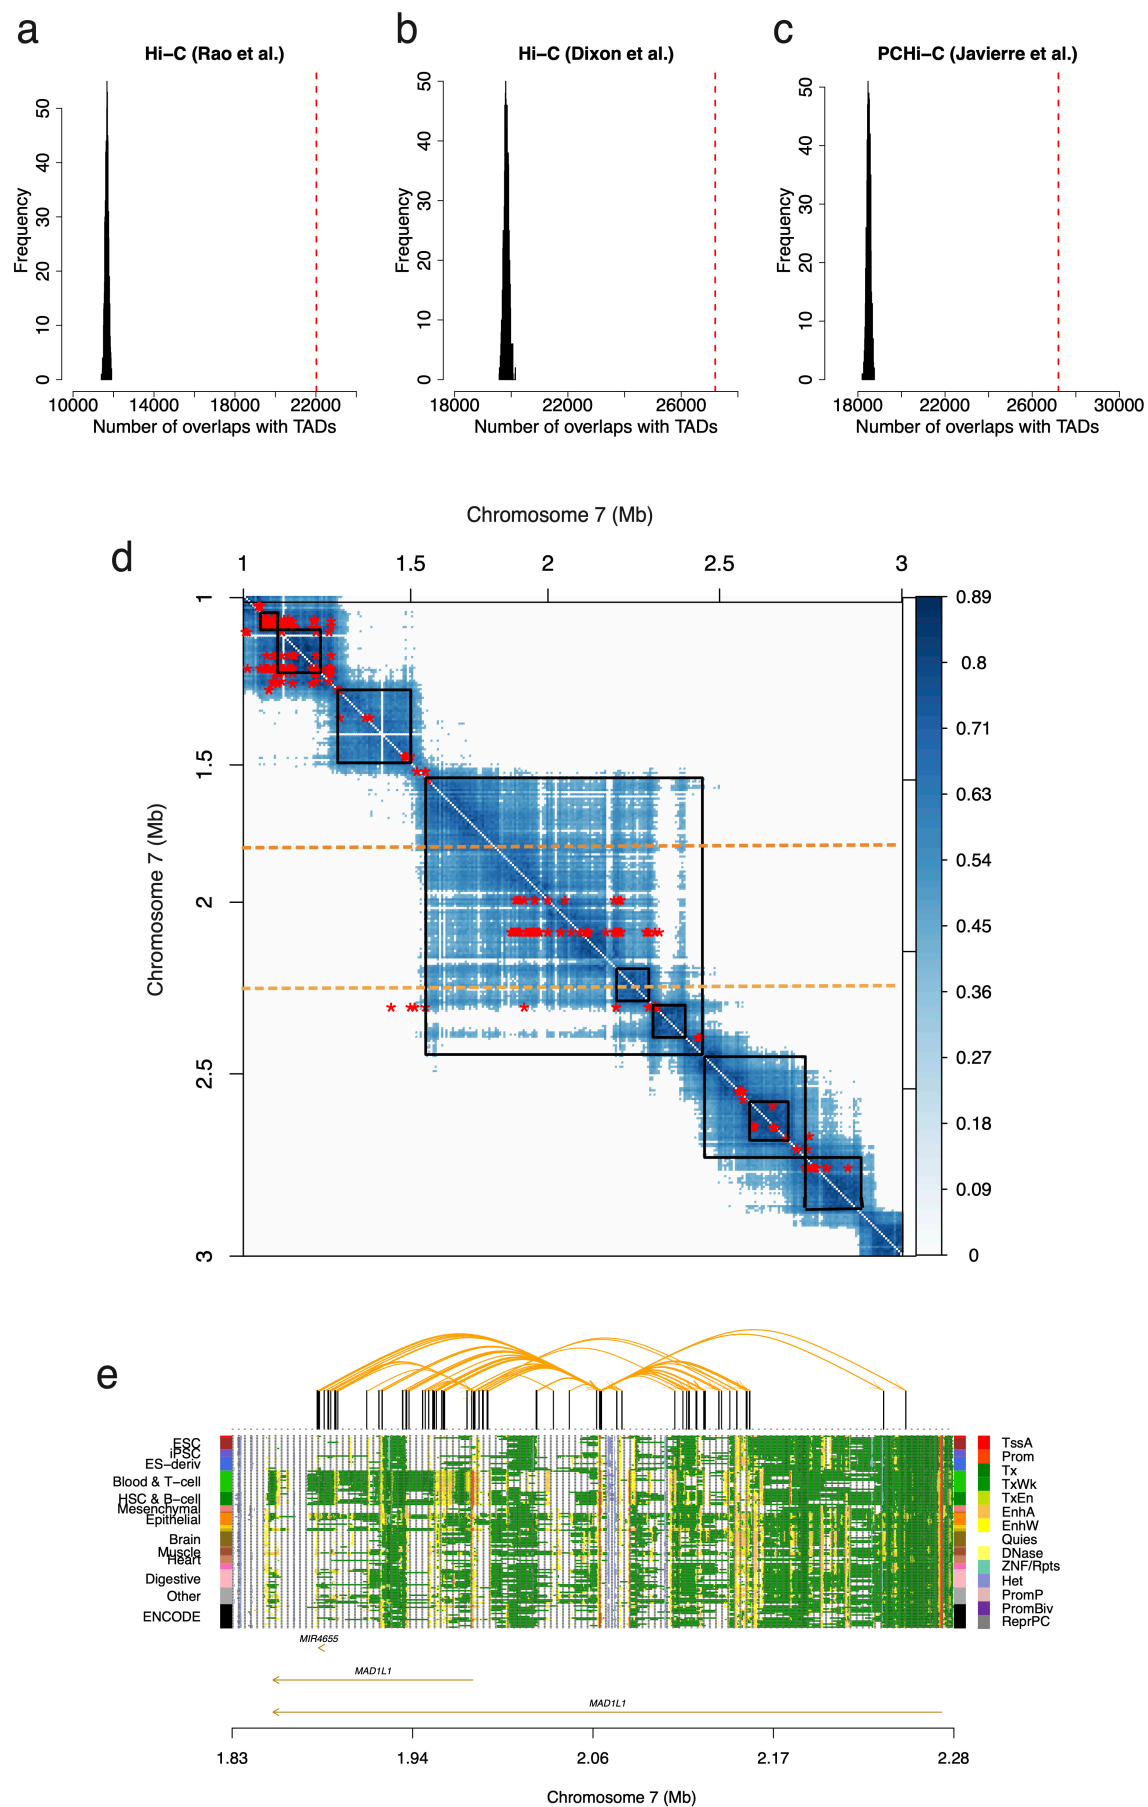 a
Hi–C (Rao et al.)
Frequency
0
10
20
30
40
50
10000
14000
18000
22000
Number of overlaps with TADs
b
Hi–C (Dixon et al.)
Frequency
0
10
20
30
40
50
18000
22000
26000
Number of overlaps with TADs
c
PCHi–C (Javierre et al.)
Frequency
0
10
20
30
40
50
18000
22000
26000
30000
Number of overlaps with TADs
d
Chromosome 7 (Mb)
1
1.5
2
2.5
3
Chromosome 7 (Mb)
1
1.5
2
2.5
3
0.89
0.8
0.71
0.63
0.54
0.45
0.36
0.27
0.18
0.09
0
e
ESC
iPSC
ES–deriv
Blood & T–cell
HSC & B–cell
Mesenchymal
Epithelial
Brain
Muscle
Heart
Digestive
Other
ENCODE
TssA
Prom
Tx
TxWk
TxEn
EnhA
EnhW
Quies
DNase
ZNF/Rpts
Het
PromP
PromBiv
ReprPC
MIR4655
MAD1L1
MAD1L1
1.83
1.94
2.06
2.17
2.28
Chromosome 7 (Mb)